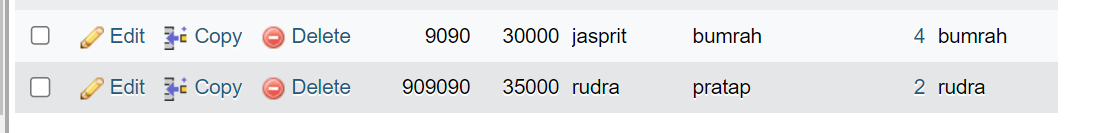 Edit Copy Delete 9090 30000 jasprit bumrah 4 bumrah
Edit Copy Delete 909090 35000 rudra pratap 2 rudra